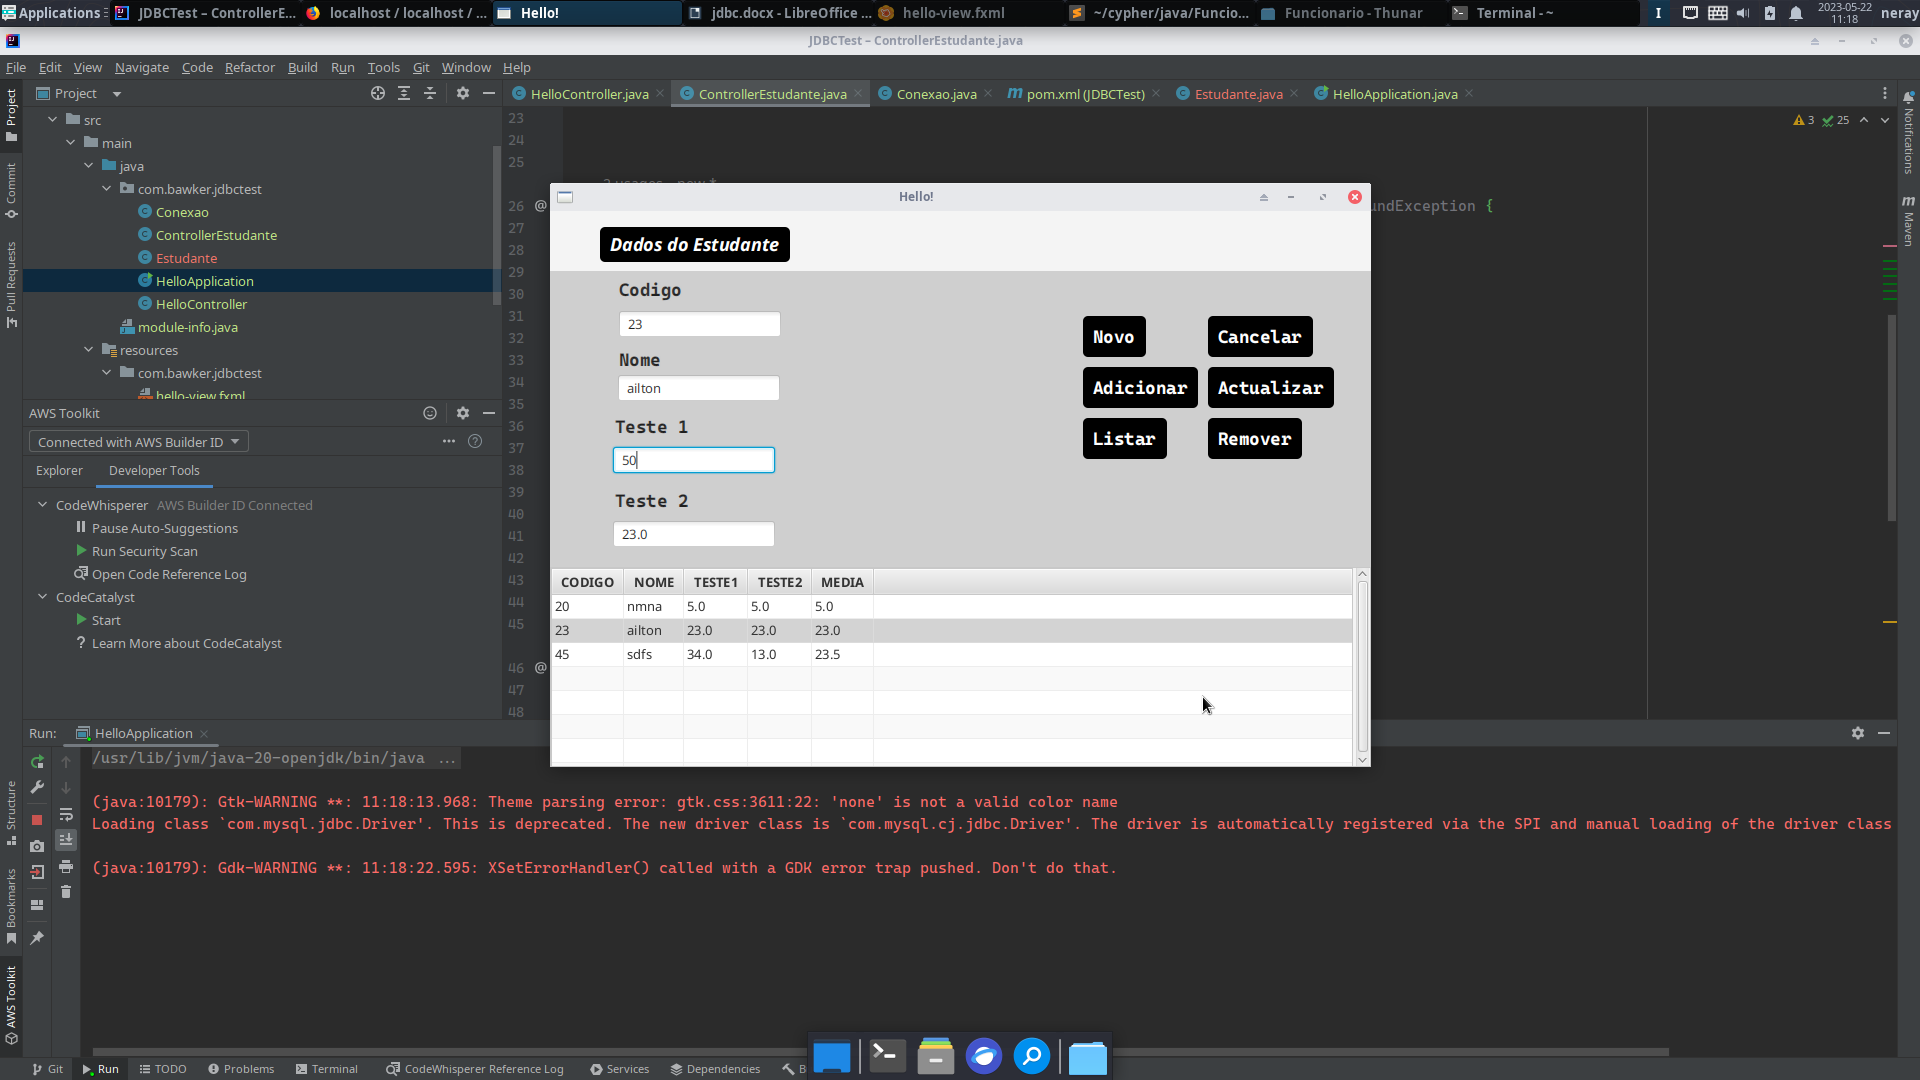 Applications
JDBCTest – ControllerE...
localhost / localhost / ...
Hello!
jdbc.docx - LibreOffice ...
hello-view.fxml
~/cypher/java/Funcio...
Funcionario - Thunar
Terminal - ~
2023-05-22
11:18
neray
JDBCTest – ControllerEstudante.java
File Edit View Navigate Code Refactor Build Run Tools Git Window Help
Project
HelloController.java
ControllerEstudante.java
Conexao.java
pom.xml (JDBCTest)
Estudante.java
HelloApplication.java
Project
Commit
Pull Requests
Structure
Bookmarks
AWS Toolkit
Notifications
Maven
src
main
java
com.bawker.jdbctest
Conexao
ControllerEstudante
Estudante
HelloApplication
HelloController
module-info.java
resources
com.bawker.jdbctest
hello-view.fxml
AWS Toolkit
Connected with AWS Builder ID
Explorer
Developer Tools
CodeWhisperer AWS Builder ID Connected
Pause Auto-Suggestions
Run Security Scan
Open Code Reference Log
CodeCatalyst
Start
Learn More about CodeCatalyst
23
24
25
26 @
27
28
29
30
31
32
33
34
35
36
37
38
39
40
41
42
43
44
45
46 @
47
48
3 25
undException {
Hello!
Dados do Estudante
Codigo
23
Nome
ailton
Teste 1
50
Teste 2
23.0
Novo
Cancelar
Adicionar
Actualizar
Listar
Remover
CODIGO NOME TESTE1 TESTE2 MEDIA
20 nmna 5.0 5.0 5.0
23 ailton 23.0 23.0 23.0
45 sdfs 34.0 13.0 23.5
Run: HelloApplication
/usr/lib/jvm/java-20-openjdk/bin/java ...
(java:10179): Gtk-WARNING **: 11:18:13.968: Theme parsing error: gtk.css:3611:22: 'none' is not a valid color name
Loading class `com.mysql.jdbc.Driver'. This is deprecated. The new driver class is `com.mysql.cj.jdbc.Driver'. The driver is automatically registered via the SPI and manual loading of the driver class
(java:10179): Gdk-WARNING **: 11:18:22.595: XSetErrorHandler() called with a GDK error trap pushed. Don't do that.
Git
Run
TODO
Problems
Terminal
CodeWhisperer Reference Log
Services
Dependencies
B